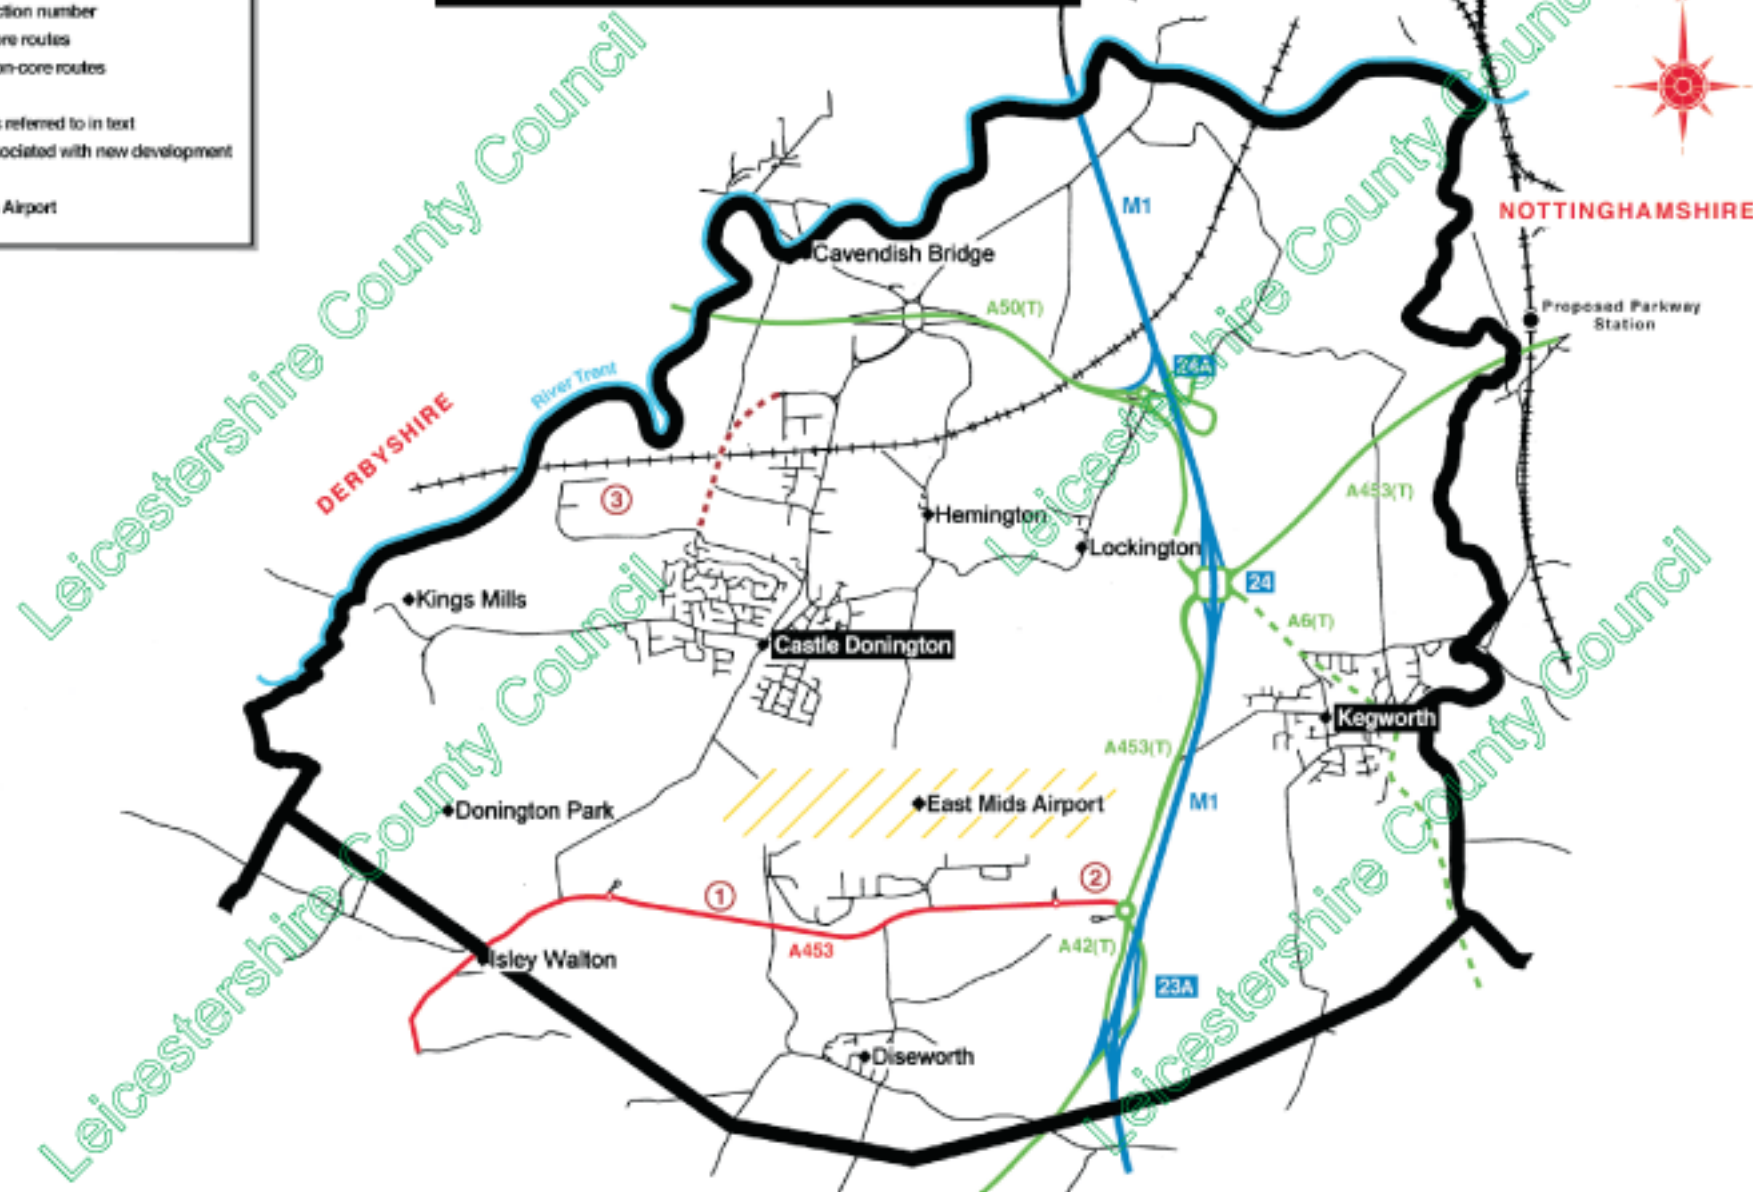 ction number
re routes
n-core routes
s referred to in text
ociated with new development
Airport
NOTTINGHAMSHIRE
M1
Cavendish Bridge
A50(T)
Proposed Parkway
Station
24A
River Trent
DERBYSHIRE
A453(T)
3
Hemington
Lockington
24
Kings Mills
A6(T)
Castle Donington
Kegworth
A453(T)
East Mids Airport
M1
Donington Park
1
2
A453
A42(T)
Isley Walton
23A
Diseworth
Leicestershire County Council
Leicestershire County Council
Leicestershire County Council
Leicestershire County Council
Leicestershire County Council